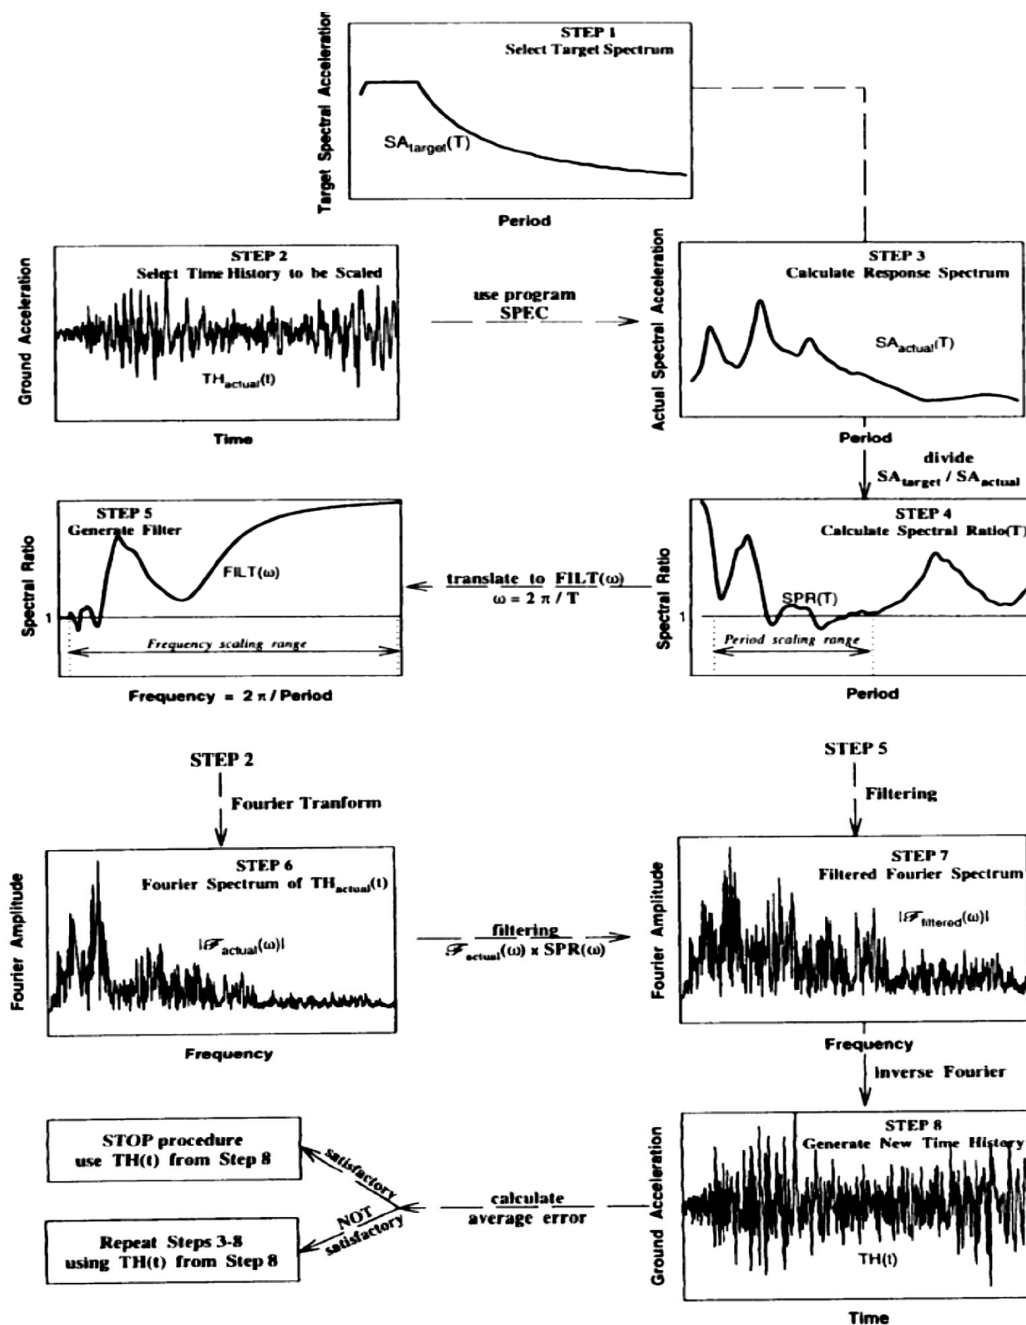 STEP 1
Select Target Spectrum
Target Spectral Acceleration
SA_target(T)
Period
STEP 2
Select Time History to be Scaled
Ground Acceleration
TH_actual(t)
Time
use program
SPEC
STEP 3
Calculate Response Spectrum
Actual Spectral Acceleration
SA_actual(T)
Period
divide
SA_target / SA_actual
STEP 5
Generate Filter
Spectral Ratio
FILT(ω)
1
Frequency scaling range
Frequency = 2 π / Period
translate to FILT(ω)
ω = 2 π / T
STEP 4
Calculate Spectral Ratio(T)
Spectral Ratio
SPR(T)
1
Period scaling range
Period
STEP 2
Fourier Tranform
STEP 5
Filtering
STEP 6
Fourier Spectrum of TH_actual(t)
Fourier Amplitude
|ℱ_actual(ω)|
Frequency
filtering
ℱ_actual(ω) x SPR(ω)
STEP 7
Filtered Fourier Spectrum
Fourier Amplitude
|ℱ_filtered(ω)|
Frequency
inverse Fourier
STEP 8
Generate New Time History
Ground Acceleration
TH(t)
Time
calculate
average error
satisfactory
NOT
satisfactory
STOP procedure
use TH(t) from Step 8
Repeat Steps 3-8
using TH(t) from Step 8